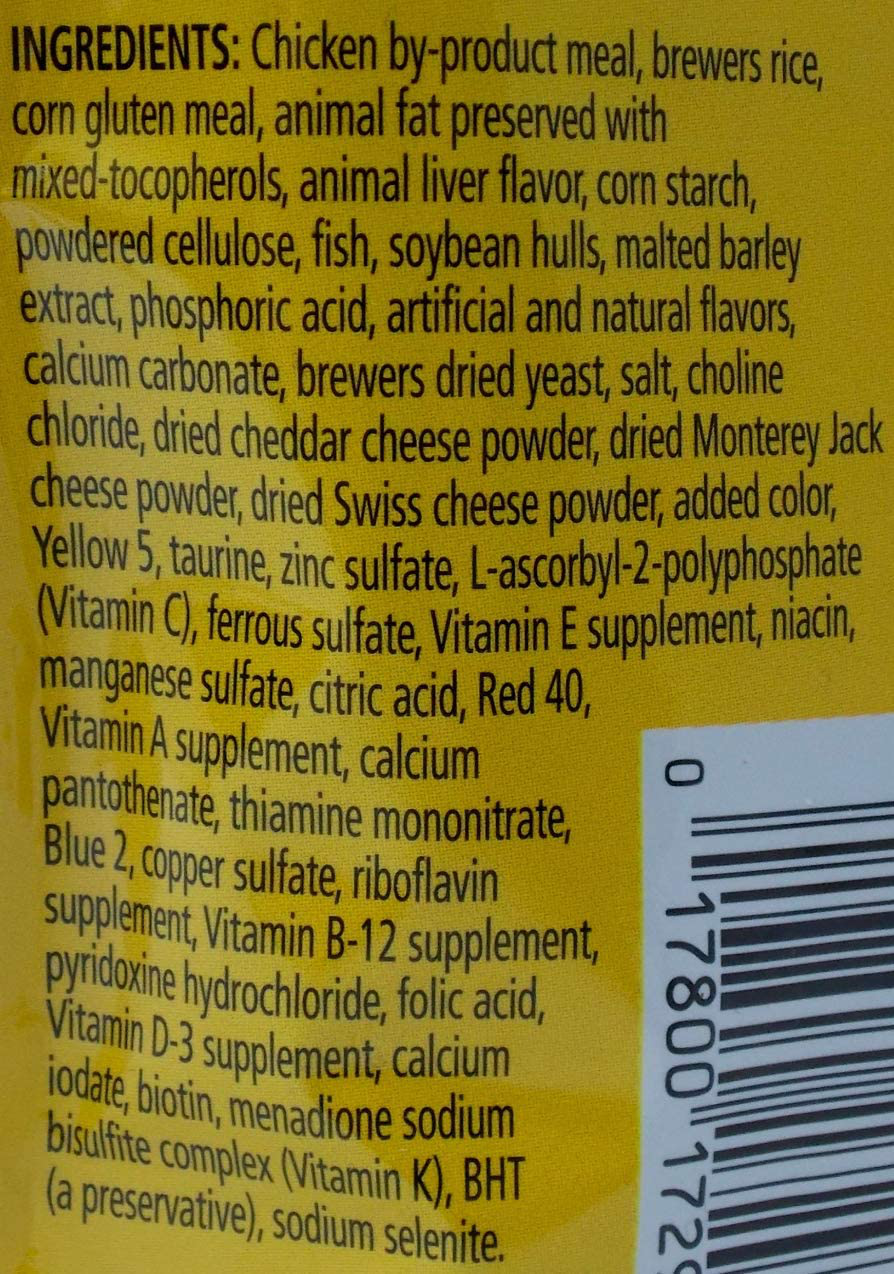 INGREDIENTS: Chicken by-product meal, brewers rice,
corn gluten meal, animal fat preserved with
mixed-tocopherols, animal liver flavor, corn starch,
powdered cellulose, fish, soybean hulls, malted barley
extract, phosphoric acid, artificial and natural flavors,
calcium carbonate, brewers dried yeast, salt, choline
chloride, dried cheddar cheese powder, dried Monterey Jack
cheese powder, dried Swiss cheese powder, added color,
Yellow 5, taurine, zinc sulfate, L-ascorbyl-2-polyphosphate
(Vitamin C), ferrous sulfate, Vitamin E supplement, niacin,
manganese sulfate, citric acid, Red 40,
Vitamin A supplement, calcium
pantothenate, thiamine mononitrate,
Blue 2, copper sulfate, riboflavin
supplement, Vitamin B-12 supplement,
pyridoxine hydrochloride, folic acid,
Vitamin D-3 supplement, calcium
iodate, biotin, menadione sodium
bisulfite complex (Vitamin K), BHT
(a preservative), sodium selenite.
0 17800 172